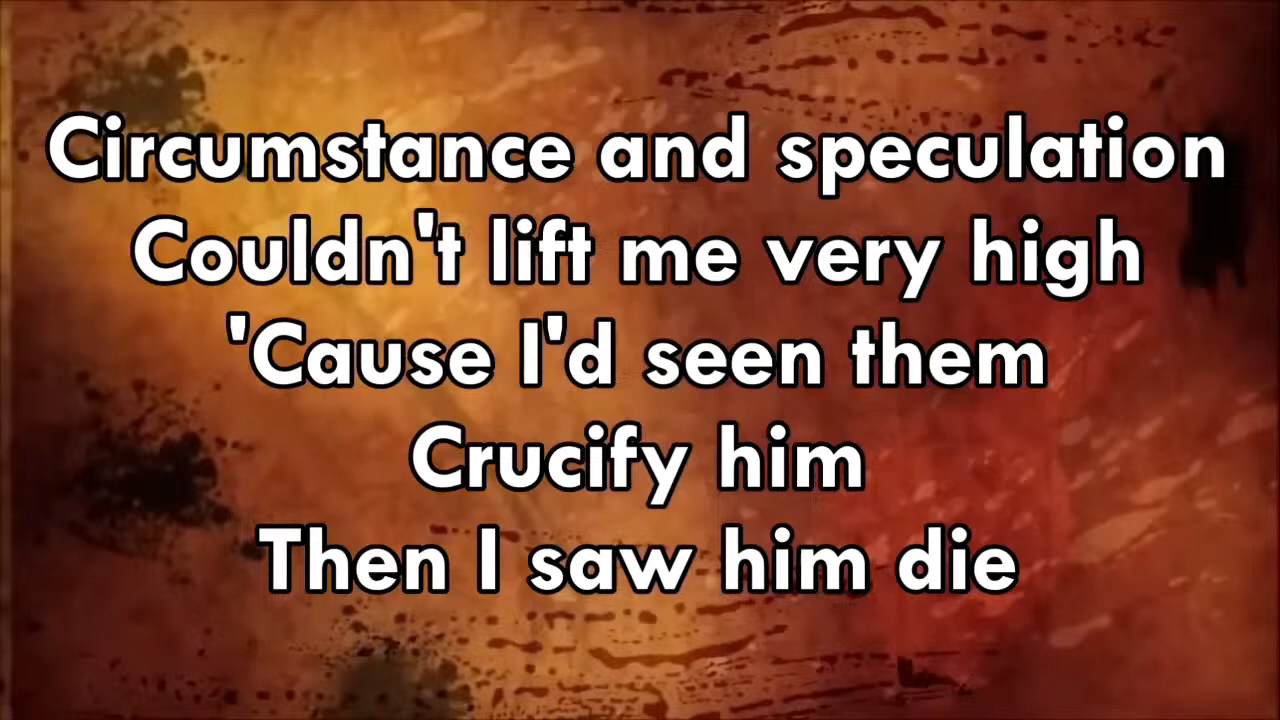 Circumstance and speculation
Couldn't lift me very high
'Cause I'd seen them
Crucify him
Then I saw him die